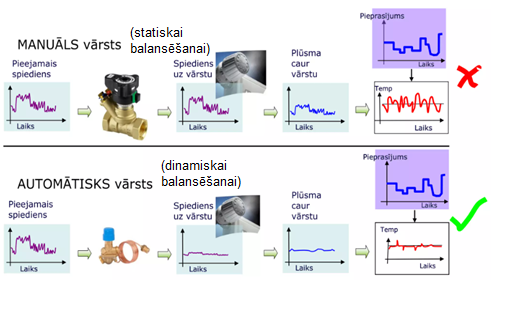 MANUĀLS vārsts
(statiskai
balansēšanai)
Pieejamais
spiediens
Laiks
Spiediens
uz vārstu
Laiks
Plūsma
caur
vārstu
Laiks
Pieprasījums
Laiks
Temp
Laiks
AUTOMĀTISKS vārsts
(dinamiskai
balansēšanai)
Pieejamais
spiediens
Laiks
Spiediens
uz vārstu
Laiks
Plūsma
caur
vārstu
Laiks
Pieprasījums
Laiks
Temp
Laiks